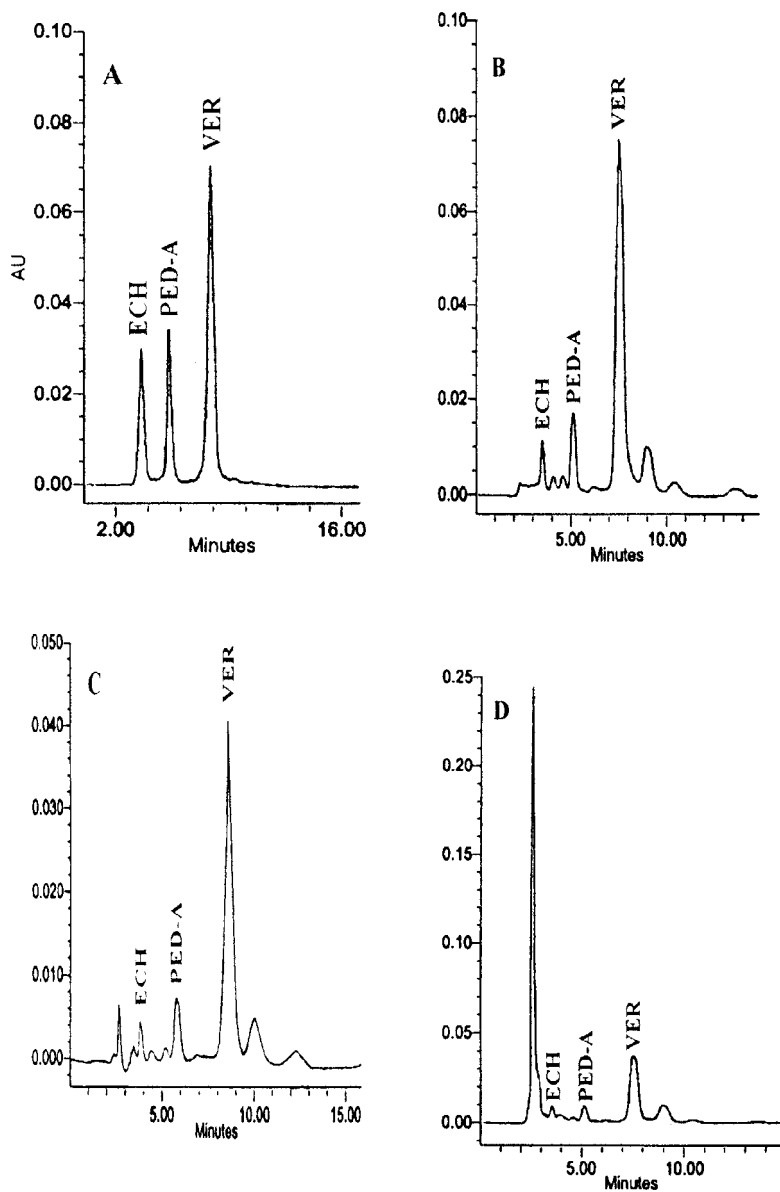 A
0.10
0.08
0.06
0.04
0.02
0.00
AU
ECH
PED-A
VER
2.00
16.00
Minutes
B
0.10
0.08
0.06
0.04
0.02
0.00
ECH
PED-A
VER
5.00
10.00
Minutes
C
0.050
0.040
0.030
0.020
0.010
0.000
ECH
PED-A
VER
5.00
10.00
15.00
Minutes
D
0.25
0.20
0.15
0.10
0.05
0.00
ECH
PED-A
VER
5.00
10.00
Minutes